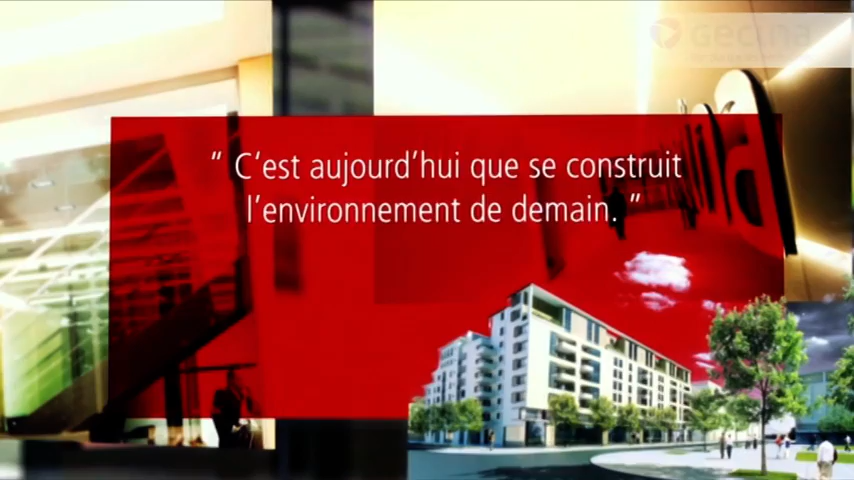 Gecina
“ C‘est aujourd’hui que se construit
l’environnement de demain. ”